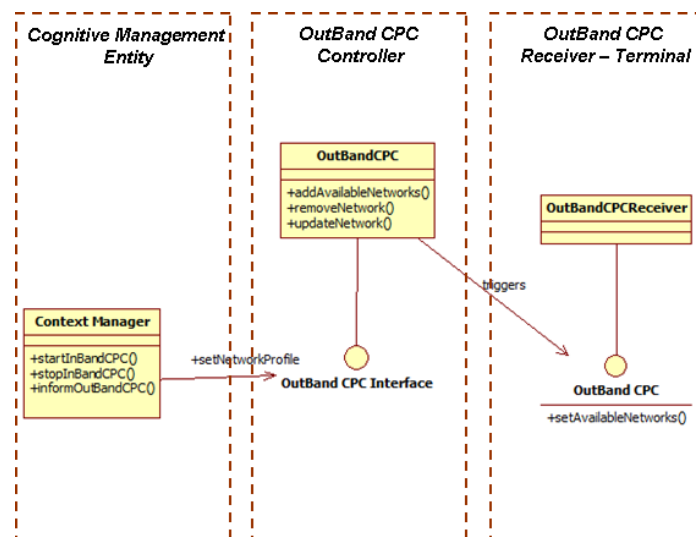 Cognitive Management
Entity
OutBand CPC
Controller
OutBand CPC
Receiver – Terminal
OutBandCPC
+addAvailableNetworks()
+removeNetwork()
+updateNetwork()
OutBandCPCReceiver
triggers
Context Manager
+startInBandCPC()
+stopInBandCPC()
+informOutBandCPC()
+setNetworkProfile
OutBand CPC Interface
OutBand CPC
+setAvailableNetworks()